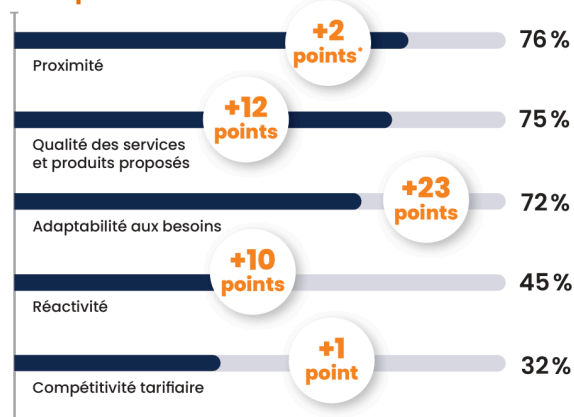 +2
points*
76 %
Proximité
+12
points
75 %
Qualité des services
et produits proposés
+23
points
72 %
Adaptabilité aux besoins
+10
points
45 %
Réactivité
+1
point
32 %
Compétitivité tarifiaire